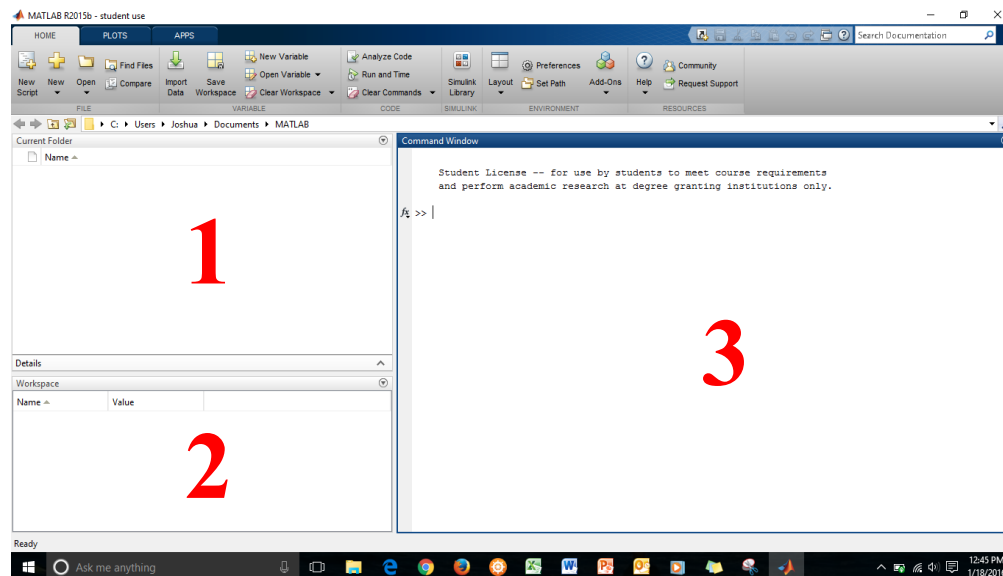 MATLAB R2015b - student use
HOME PLOTS APPS
Search Documentation
New Script
New
Open
Find Files
Compare
Import Data
Save Workspace
New Variable
Open Variable
Clear Workspace
Analyze Code
Run and Time
Clear Commands
Simulink Library
Layout
Preferences
Set Path
Add-Ons
Help
Community
Request Support
FILE VARIABLE CODE SIMULINK ENVIRONMENT RESOURCES
C: Users Joshua Documents MATLAB
Current Folder
Name
1
Details
Workspace
Name Value
2
Command Window
Student License -- for use by students to meet course requirements
and perform academic research at degree granting institutions only.
fx >>
3
Ready
Ask me anything
12:45 PM